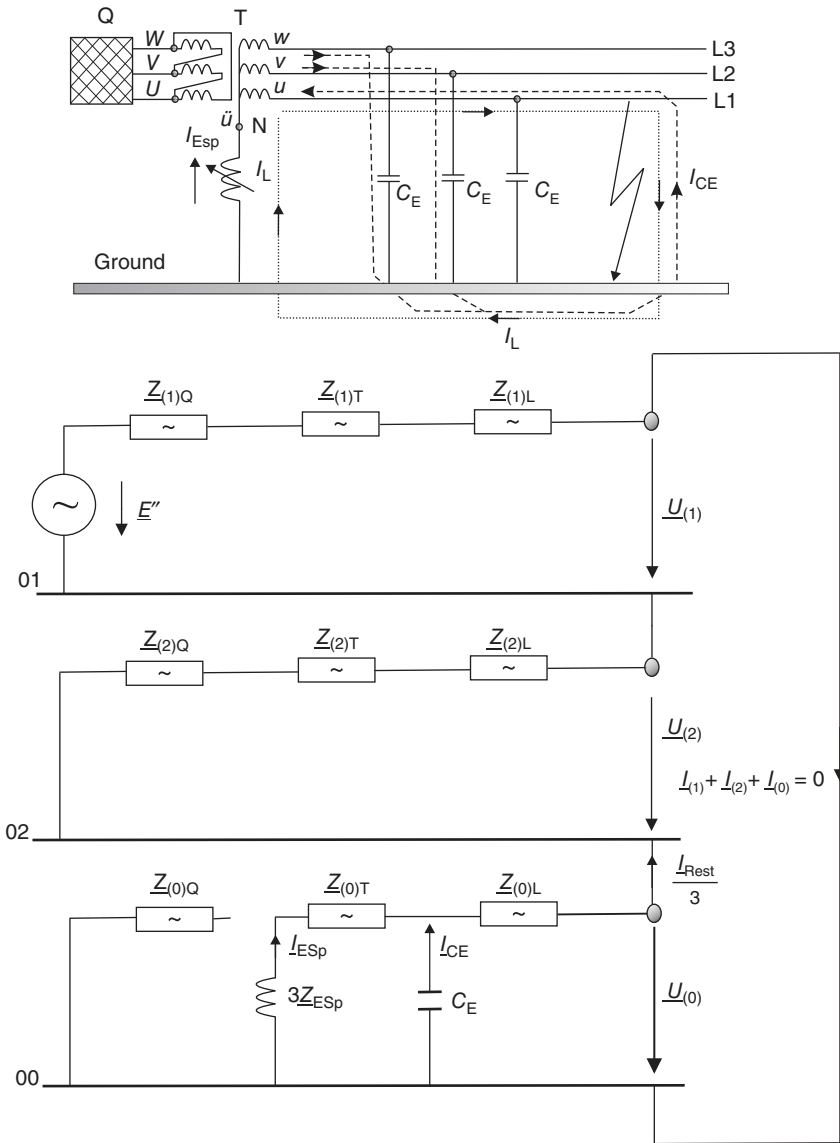 Q T
W w L3
V v L2
U u L1
ü N
I_Esp I_L C_E C_E C_E I_CE
Ground
I_L
Z_(1)Q Z_(1)T Z_(1)L
~ ~ ~
~ E″ U_(1)
01
Z_(2)Q Z_(2)T Z_(2)L
~ ~ ~
U_(2)
I_(1) + I_(2) + I_(0) = 0
02
Z_(0)Q Z_(0)T Z_(0)L I_Rest
3
~ ~ ~
I_ESp I_CE
3Z_ESp C_E U_(0)
00